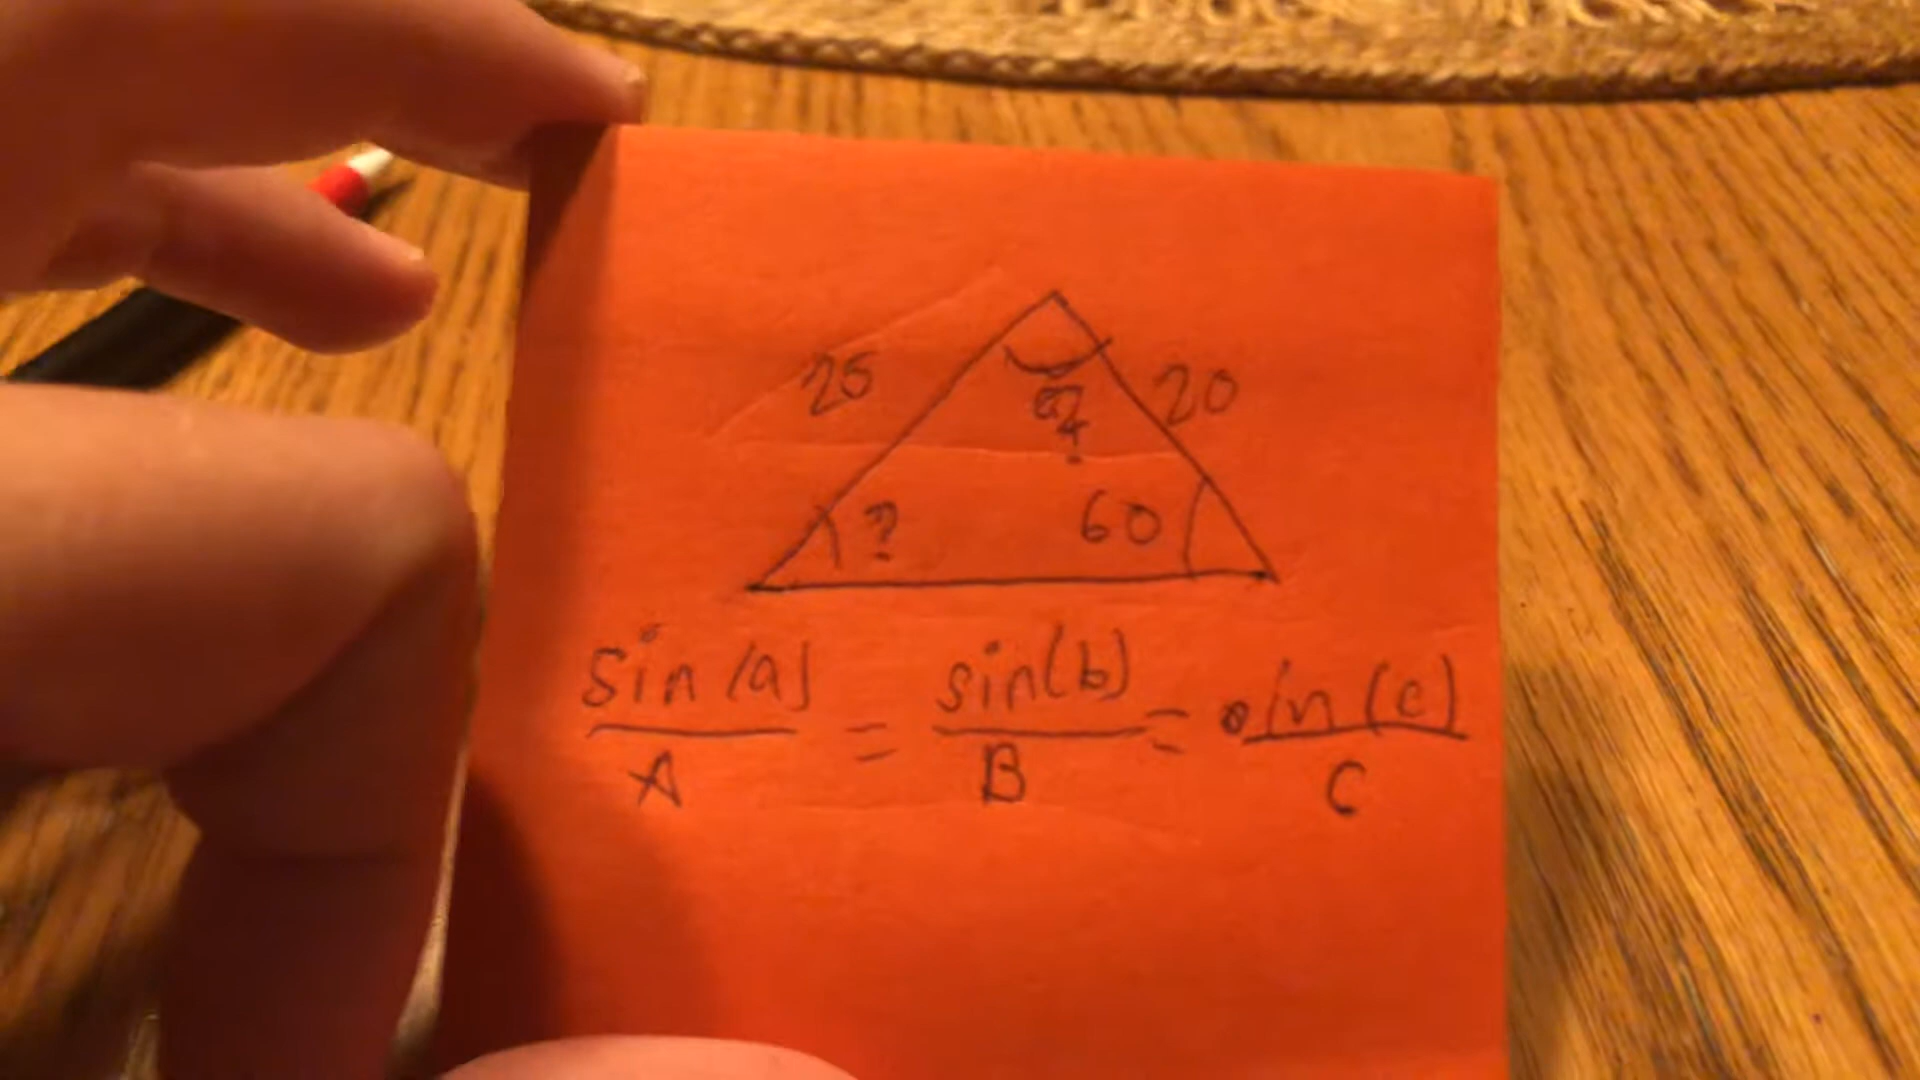 25 20
?
? 60
sin(a) = sin(b) = sin(c)
A B C